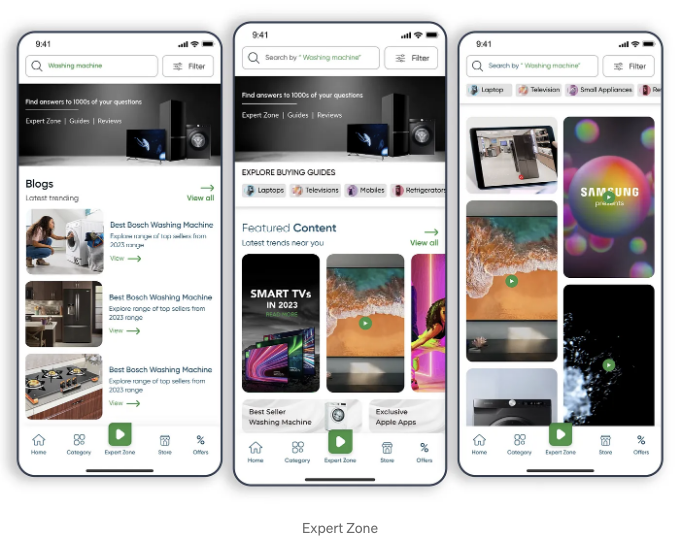 9:41
Washing machine
Filter
Find answers to 1000s of your questions
Expert Zone | Guides | Reviews
Blogs
Latest trending
View all
Best Bosch Washing Machine
Explore range of top sellers from
2023 range
View
Best Bosch Washing Machine
Explore range of top sellers from
2023 range
View
Best Bosch Washing Machine
Explore range of top sellers from
2023 range
View
Home
Category
Expert Zone
Store
Offers
9:41
Search by "Washing machine"
Filter
Find answers to 1000s of your questions
Expert Zone | Guides | Reviews
EXPLORE BUYING GUIDES
Laptops
Televisions
Mobiles
Refrigerators
Featured Content
Latest trends near you
View all
SMART TVs
IN 2023
READ MORE
Best Seller
Washing Machine
Exclusive
Apple Apps
Home
Category
Expert Zone
Store
Offers
9:41
Search by "Washing machine"
Filter
Laptop
Television
Small Appliances
Re
SAMSUNG
presents
Home
Category
Expert Zone
Store
Offers
Expert Zone